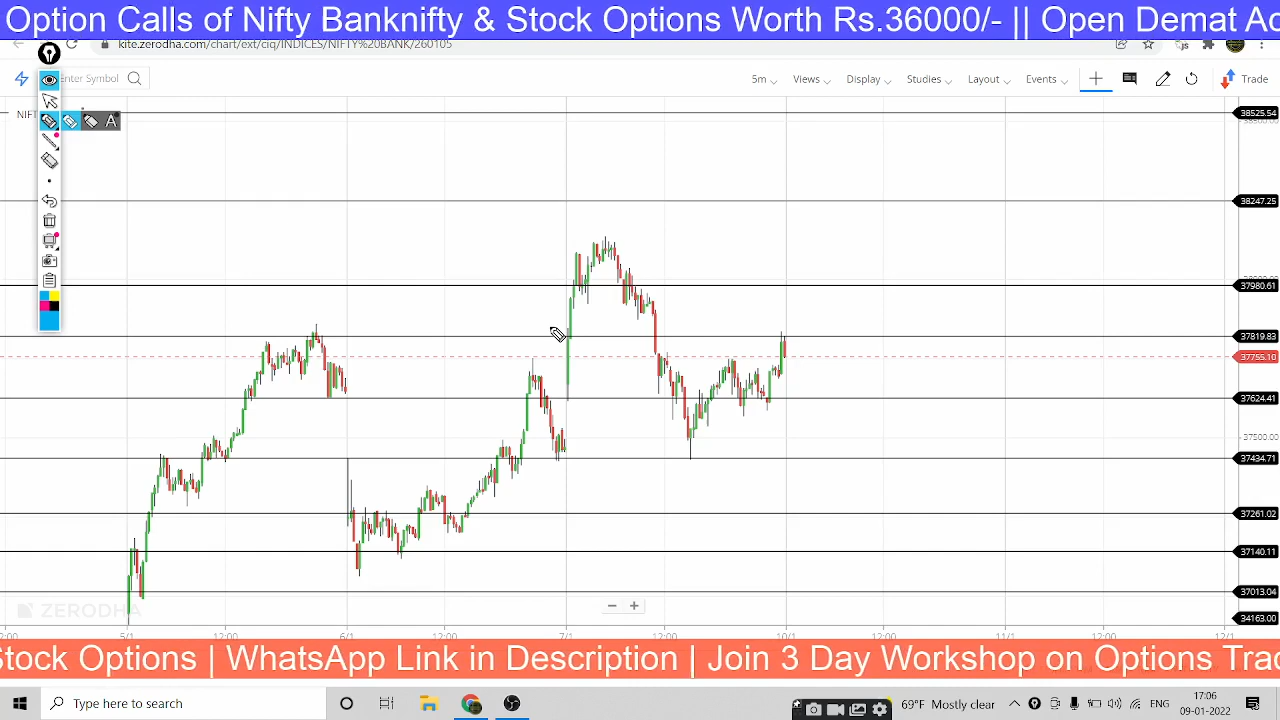 Option Calls of Nifty Banknifty & Stock Options Worth Rs.36000/- || Open Demat Ac
kite.zerodha.com/chart/ext/ciq/INDICES/NIFTY%20BANK/260105
Enter Symbol
5m Views Display Studies Layout Events Trade
NIFT
A
38525.54
38247.25
37980.61
37819.83
37755.10
37624.41
37500.00
37434.71
37261.02
37140.11
37013.04
34163.00
ZERODHA
5/1 12:00 6/1 12:00 7/1 12:00 10/1 12:00 11/1 12:00 12/1
Stock Options | WhatsApp Link in Description | Join 3 Day Workshop on Options Tra
Type here to search
69°F Mostly clear
ENG
17:06
09-01-2022